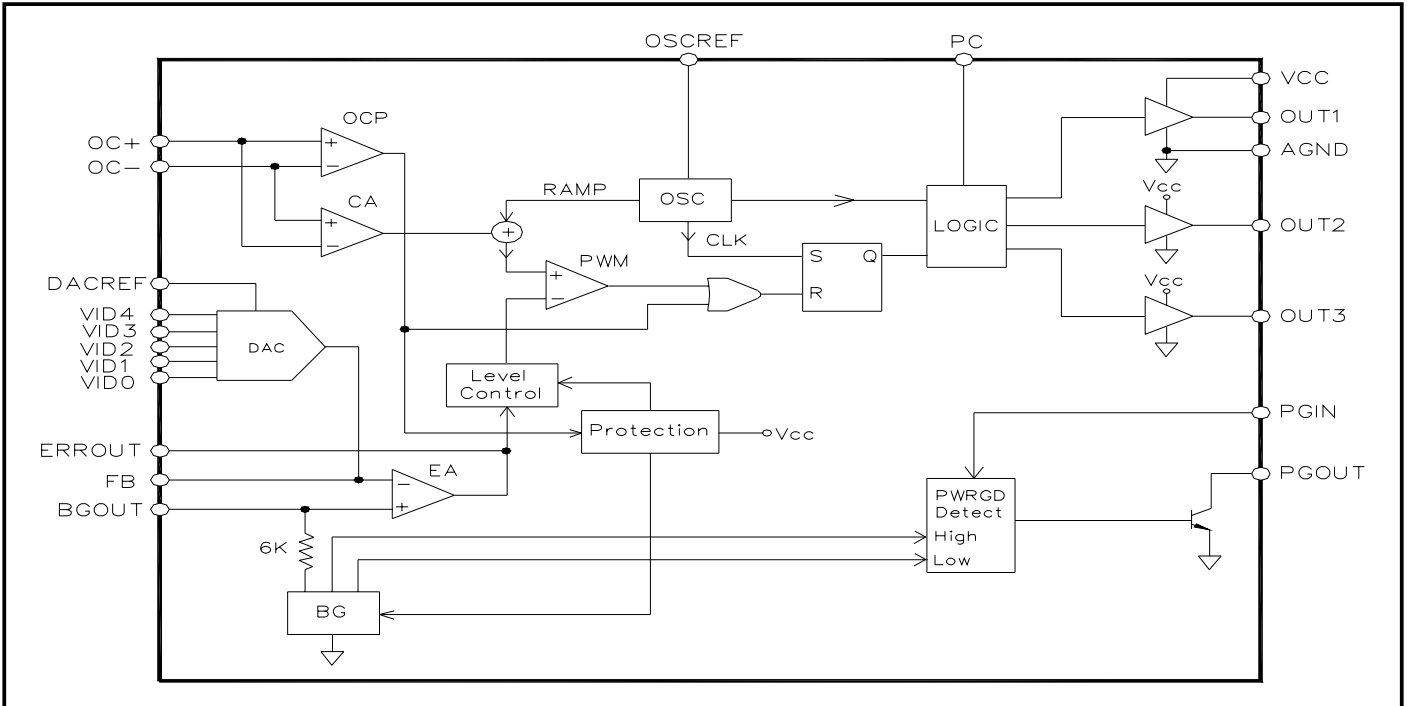 OSCREF
PC
VCC
OUT1
AGND
OC+
OC-
OCP
+
-
CA
+
-
RAMP
OSC
CLK
+
PWM
+
-
S
Q
R
LOGIC
Vcc
OUT2
Vcc
OUT3
DACREF
VID4
VID3
VID2
VID1
VID0
DAC
Level
Control
Protection
Vcc
ERROUT
FB
BGOUT
EA
-
+
6K
BG
PGIN
PGOUT
PWRGD
Detect
High
Low